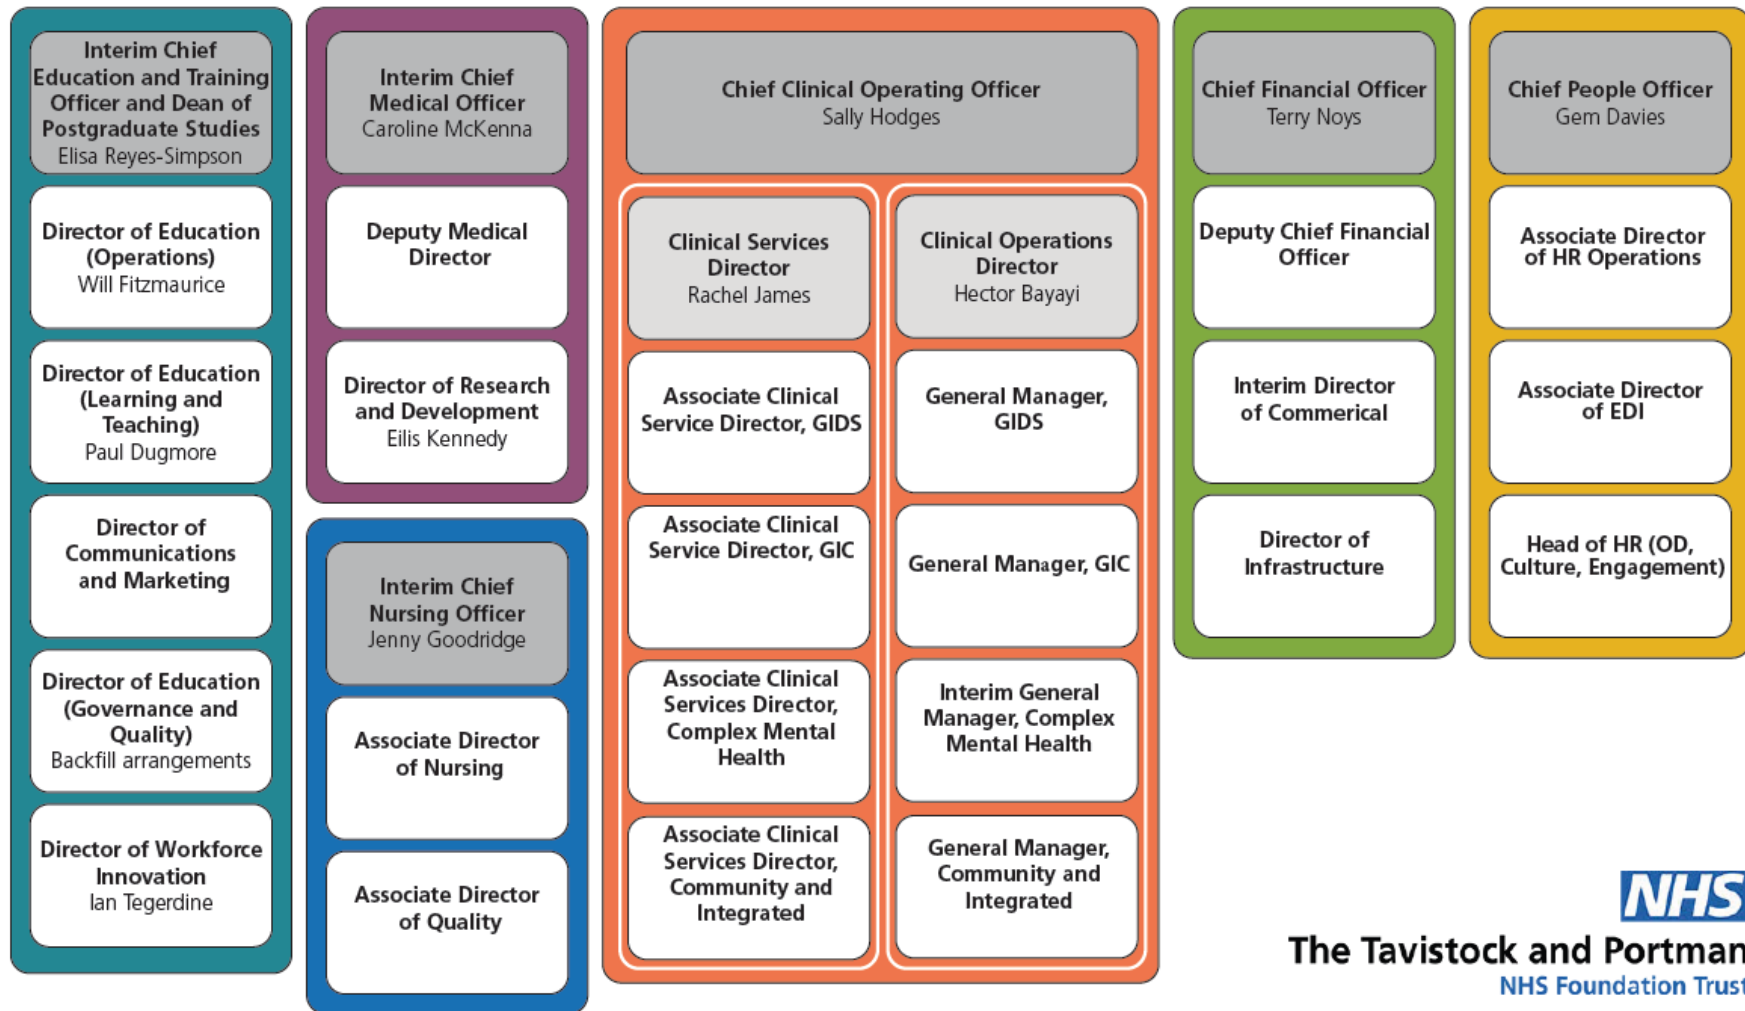 Interim Chief
Education and Training
Officer and Dean of
Postgraduate Studies
Elisa Reyes-Simpson
Director of Education
(Operations)
Will Fitzmaurice
Director of Education
(Learning and
Teaching)
Paul Dugmore
Director of
Communications
and Marketing
Director of Education
(Governance and
Quality)
Backfill arrangements
Director of Workforce
Innovation
Ian Tegerdine
Interim Chief
Medical Officer
Caroline McKenna
Deputy Medical
Director
Director of Research
and Development
Eilis Kennedy
Interim Chief
Nursing Officer
Jenny Goodridge
Associate Director
of Nursing
Associate Director
of Quality
Chief Clinical Operating Officer
Sally Hodges
Clinical Services
Director
Rachel James
Associate Clinical
Service Director, GIDS
Associate Clinical
Service Director, GIC
Associate Clinical
Services Director,
Complex Mental
Health
Associate Clinical
Services Director,
Community and
Integrated
Clinical Operations
Director
Hector Bayayi
General Manager,
GIDS
General Manager, GIC
Interim General
Manager, Complex
Mental Health
General Manager,
Community and
Integrated
Chief Financial Officer
Terry Noys
Deputy Chief Financial
Officer
Interim Director
of Commerical
Director of
Infrastructure
Chief People Officer
Gem Davies
Associate Director
of HR Operations
Associate Director
of EDI
Head of HR (OD,
Culture, Engagement)
NHS
The Tavistock and Portman
NHS Foundation Trust